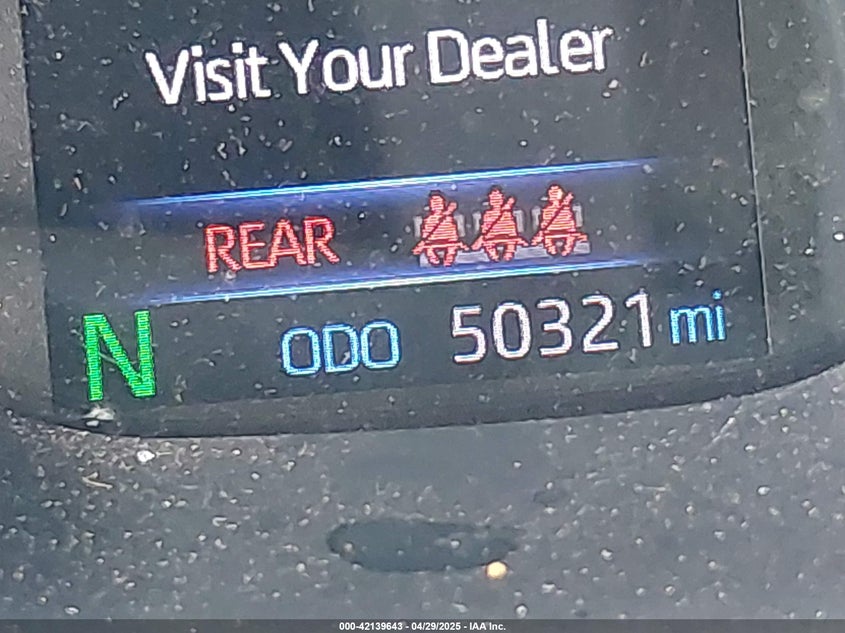 Visit Your Dealer
REAR
N ODO 50321 mi
000-42139643 - 04/29/2025 - IAA Inc.